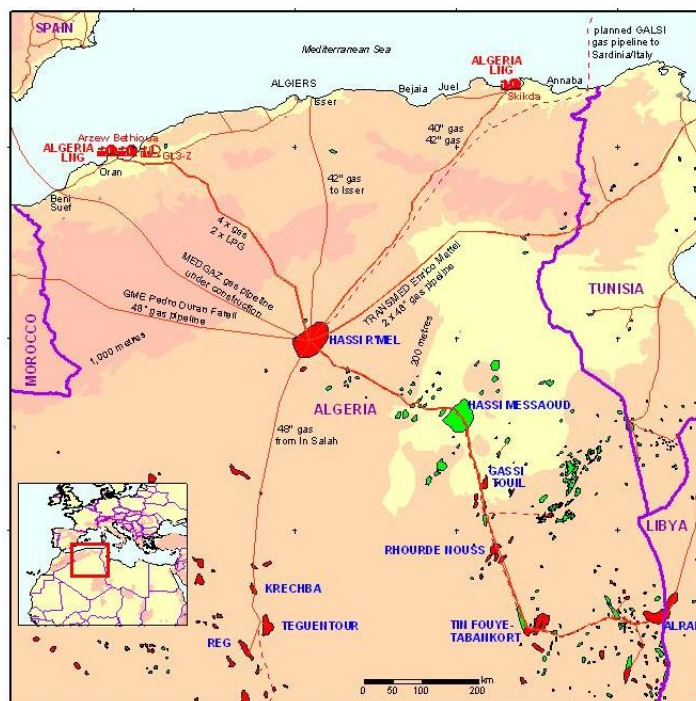 SPAIN
Mediterranean Sea
planned GALSI
gas pipeline to
Sardinia/Italy
ALGERIA
LNG
ALGIERS
Bejaia
Juel
Annaba
Skikda
Isser
Arzew Bethioua
ALGERIA
LNG
GL3-Z
Oran
Beni
Suef
40" gas
42" gas
42" gas
to Isser
4 x gas
2 x LPG
MEDGAZ gas pipeline
under construction
GME Pedro Duran Farell
48" gas pipeline
TRANSMED Enrico Mattei
2 x 48" gas pipeline
TUNISIA
MOROCCO
1,000 metres
HASSI R'MEL
200 metres
ALGERIA
HASSI MESSAOUD
48" gas
from In Salah
GASSI
TOUIL
LIBYA
RHOURDE NOUSS
KRECHBA
TEGUENTOUR
REG
TIN FOUYE-
TABANKORT
ALRAR
0 50 100 200
km